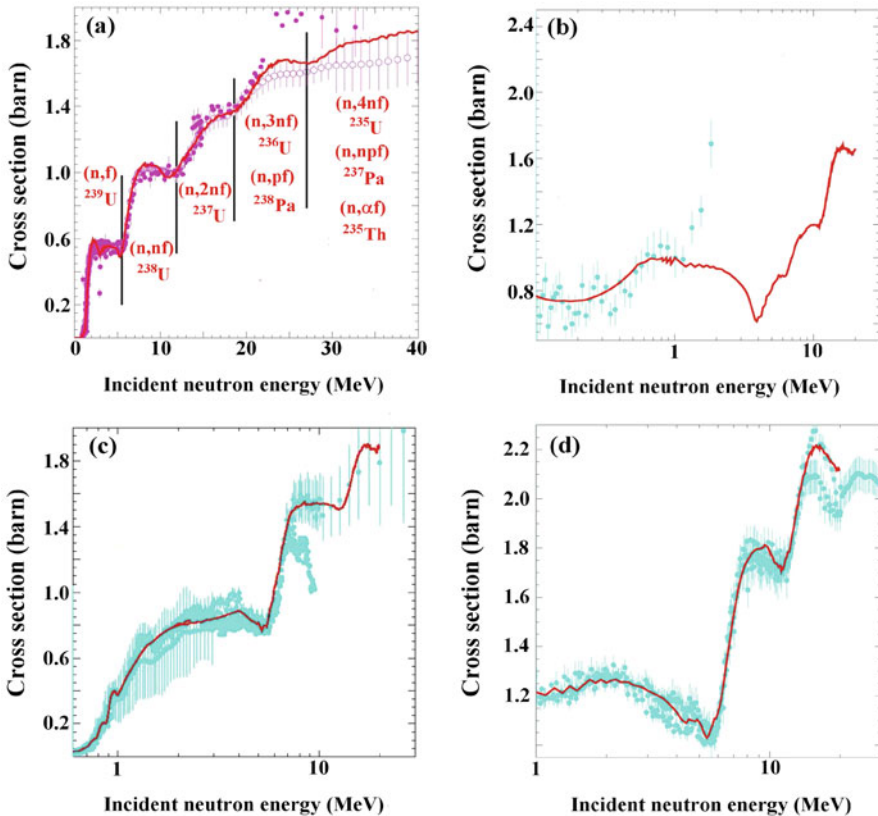 (a)
Cross section (barn)
1.8
1.4
1.0
0.6
0.2
0
10
20
30
40
Incident neutron energy (MeV)
(n,f)
²³⁹U
(n,nf)
²³⁸U
(n,2nf)
²³⁷U
(n,3nf)
²³⁶U
(n,pf)
²³⁸Pa
(n,4nf)
²³⁵U
(n,npf)
²³⁷Pa
(n,αf)
²³⁵Th
(b)
Cross section (barn)
2.4
2.0
1.6
1.2
0.8
1
10
Incident neutron energy (MeV)
(c)
Cross section (barn)
1.8
1.4
1.0
0.6
0.2
1
10
Incident neutron energy (MeV)
(d)
Cross section (barn)
2.2
2.0
1.8
1.6
1.4
1.2
1
10
Incident neutron energy (MeV)